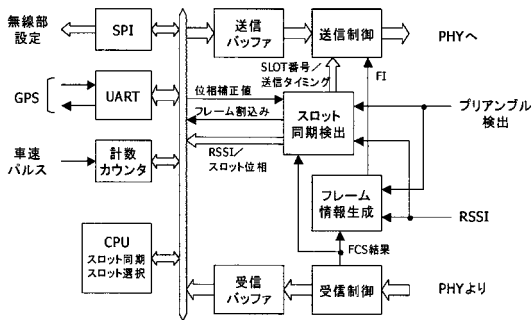 無線部
設定
SPI
送信
バッファ
送信制御
PHYへ
SLOT番号／
送信タイミング
FI
GPS
UART
位相補正値
フレーム割込み
スロット
同期検出
プリアンブル
検出
RSSI／
スロット位相
車速
パルス
計数
カウンタ
フレーム
情報生成
RSSI
CPU
スロット同期
スロット選択
FCS結果
受信
バッファ
受信制御
PHYより